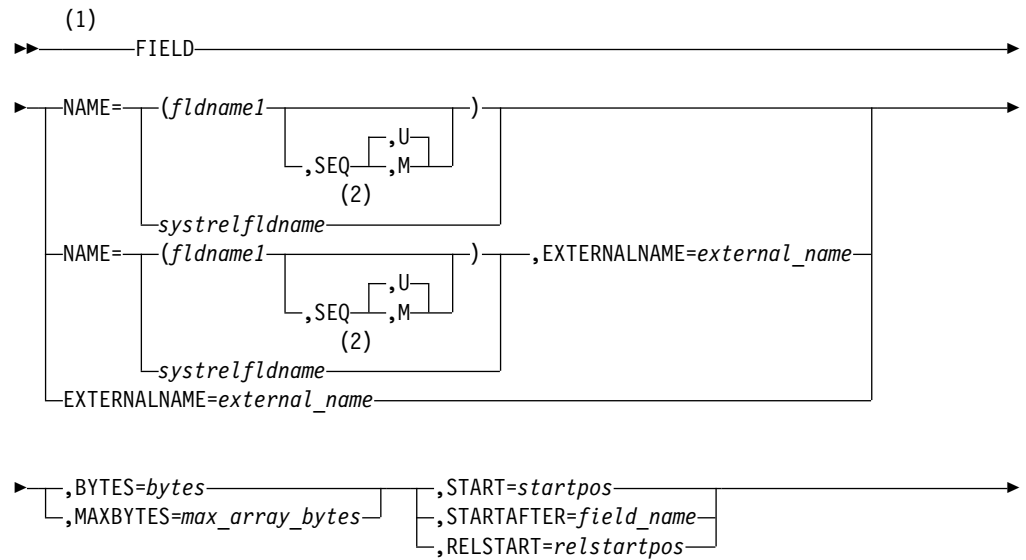 (1)
FIELD
NAME= (fldname1 )
,U
,SEQ ,M
(2)
systrelfldname
NAME= (fldname1 ) ,EXTERNALNAME=external_name
,U
,SEQ ,M
(2)
systrelfldname
EXTERNALNAME=external_name
,BYTES=bytes ,START=startpos
,MAXBYTES=max_array_bytes ,STARTAFTER=field_name
,RELSTART=relstartpos